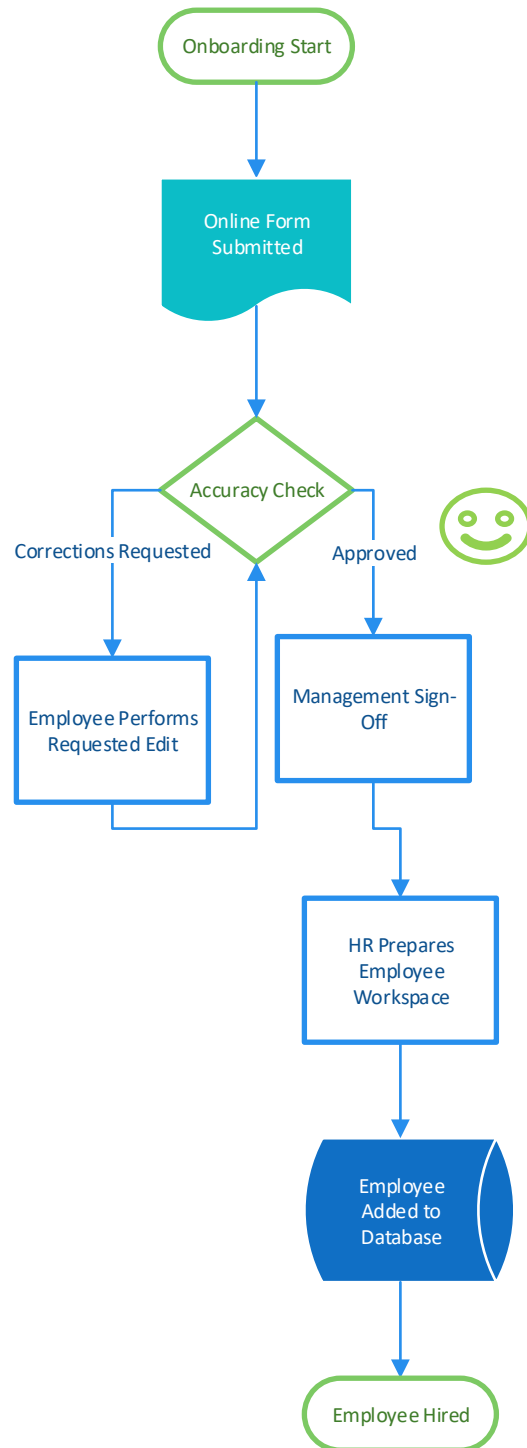 Onboarding Start
Online Form
Submitted
Accuracy Check
Corrections Requested
Approved
Employee Performs
Requested Edit
Management Sign-
Off
HR Prepares
Employee
Workspace
Employee
Added to
Database
Employee Hired